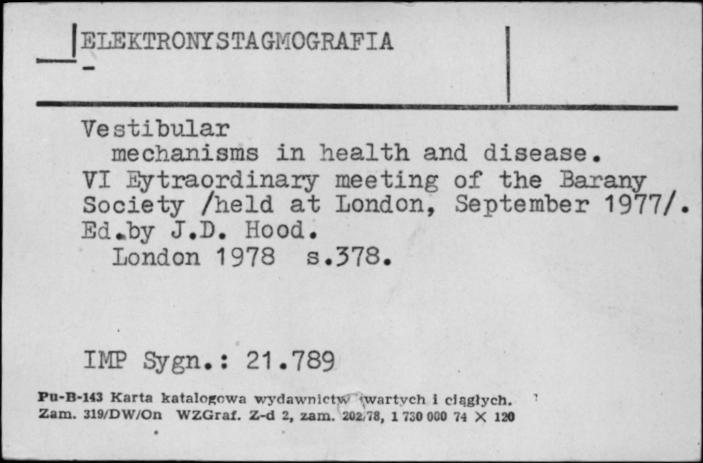 ELEKTRONYSTAGMOGRAFIA
Vestibular
mechanisms in health and disease.
VI Eytraordinary meeting of the Barany
Society /held at London, September 1977/.
Ed.by J.D. Hood.
London 1978 s.378.
IMP Sygn.: 21.789
Pu-B-143 Karta katalogowa wydawnictw zwartych i ciągłych.
Zam. 319/DW/On WZGraf. Z-d 2, zam. 202/78, 1 730 000 74 X 120